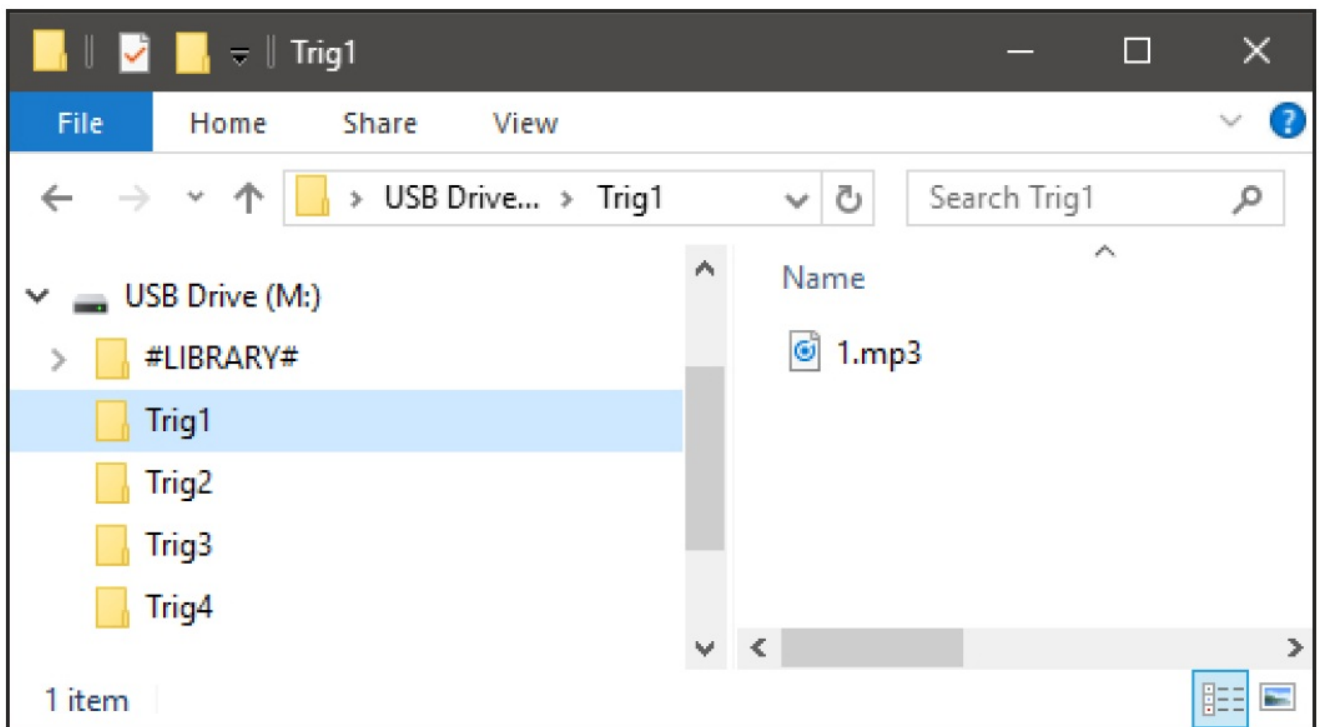 Trig1
File Home Share View
USB Drive... Trig1 Search Trig1
USB Drive (M:)
#LIBRARY#
Trig1
Trig2
Trig3
Trig4
Name
1.mp3
1 item